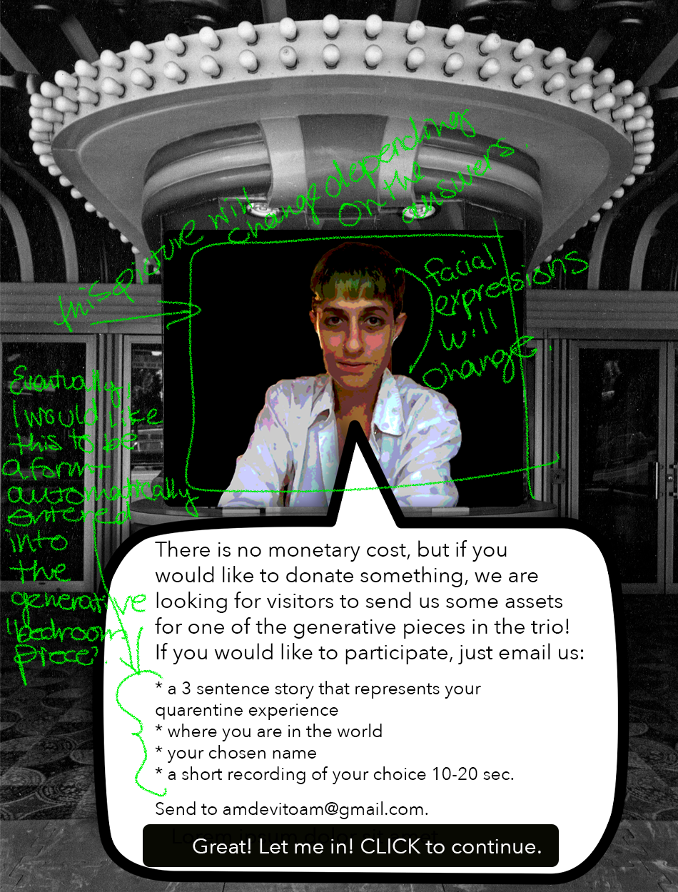 this picture will
change depending
on the
answers.
facial
expressions
will
change.
Eventually,
I would like
this to be
a form
automatically
entered
into
the
generative
"bedroom
piece".
There is no monetary cost, but if you
would like to donate something, we are
looking for visitors to send us some assets
for one of the generative pieces in the trio!
If you would like to participate, just email us:
* a 3 sentence story that represents your
quarentine experience
* where you are in the world
* your chosen name
* a short recording of your choice 10-20 sec.
Send to amdevitoam@gmail.com.
Great! Let me in! CLICK to continue.